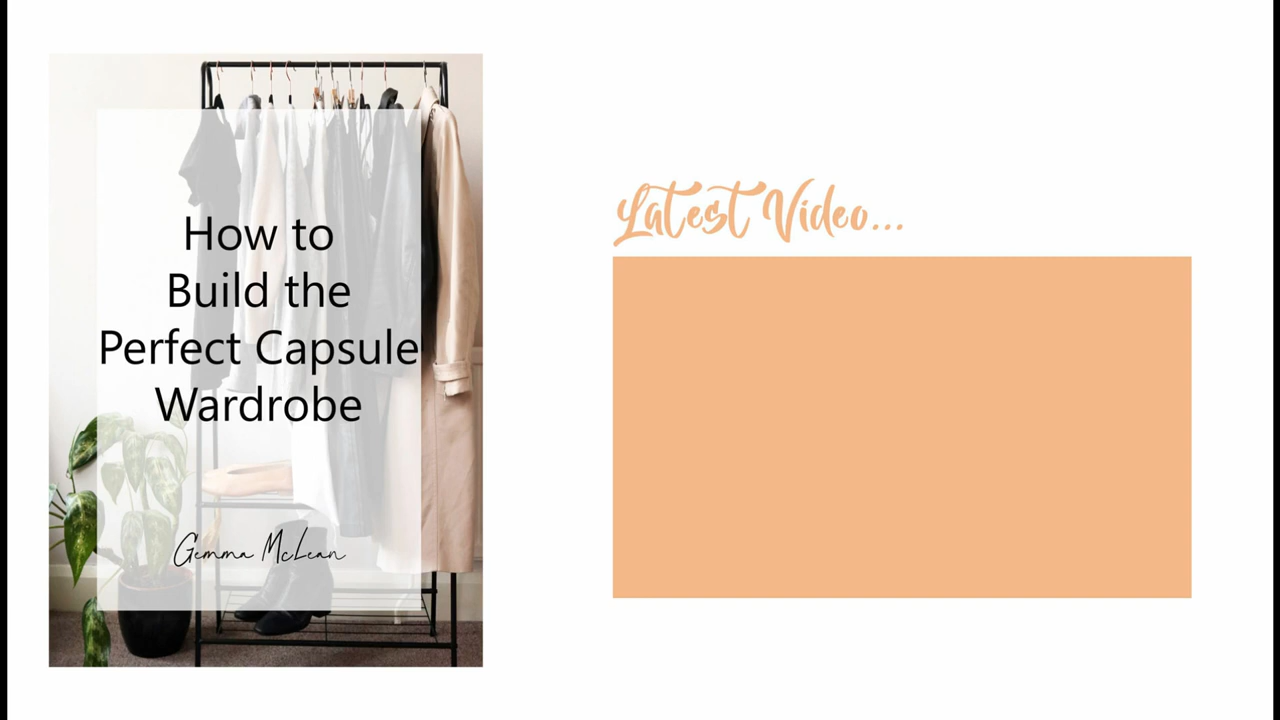 How to
Build the
Perfect Capsule
Wardrobe
Gemma McLean
Latest Video...